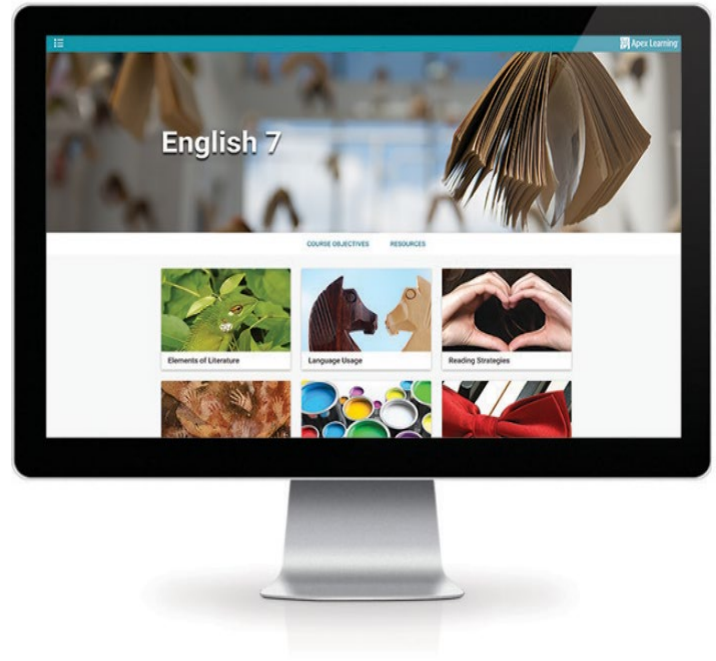 Apex Learning
English 7
COURSE OBJECTIVES RESOURCES
Elements of Literature
Language Usage
Reading Strategies